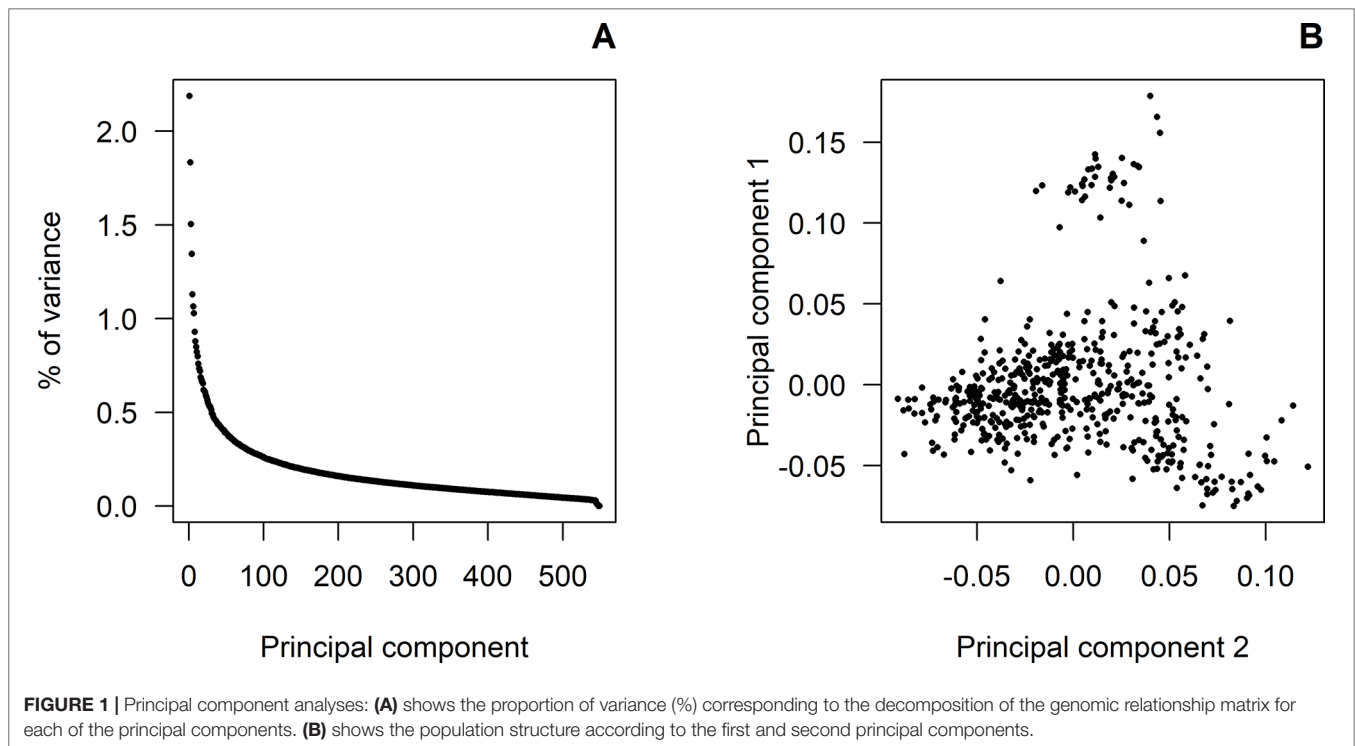 A
% of variance
2.0
1.5
1.0
0.5
0.0
0 100 200 300 400 500
Principal component
B
Principal component 1
0.15
0.10
0.05
0.00
-0.05
-0.05 0.00 0.05 0.10
Principal component 2
FIGURE 1 | Principal component analyses: (A) shows the proportion of variance (%) corresponding to the decomposition of the genomic relationship matrix for
each of the principal components. (B) shows the population structure according to the first and second principal components.